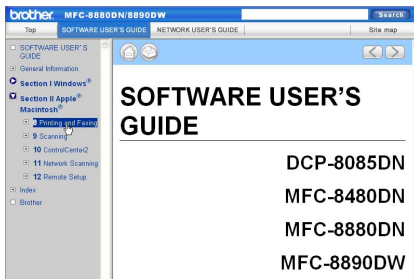 brother. MFC-8880DN/8890DW
Search
Top
SOFTWARE USER'S GUIDE
NETWORK USER'S GUIDE
Site map
SOFTWARE USER'S GUIDE
General Information
Section I Windows®
Section II Apple® Macintosh®
8 Printing and Faxing
9 Scanning
10 ControlCenter2
11 Network Scanning
12 Remote Setup
Index
Brother
SOFTWARE USER'S
GUIDE
DCP-8085DN
MFC-8480DN
MFC-8880DN
MFC-8890DW